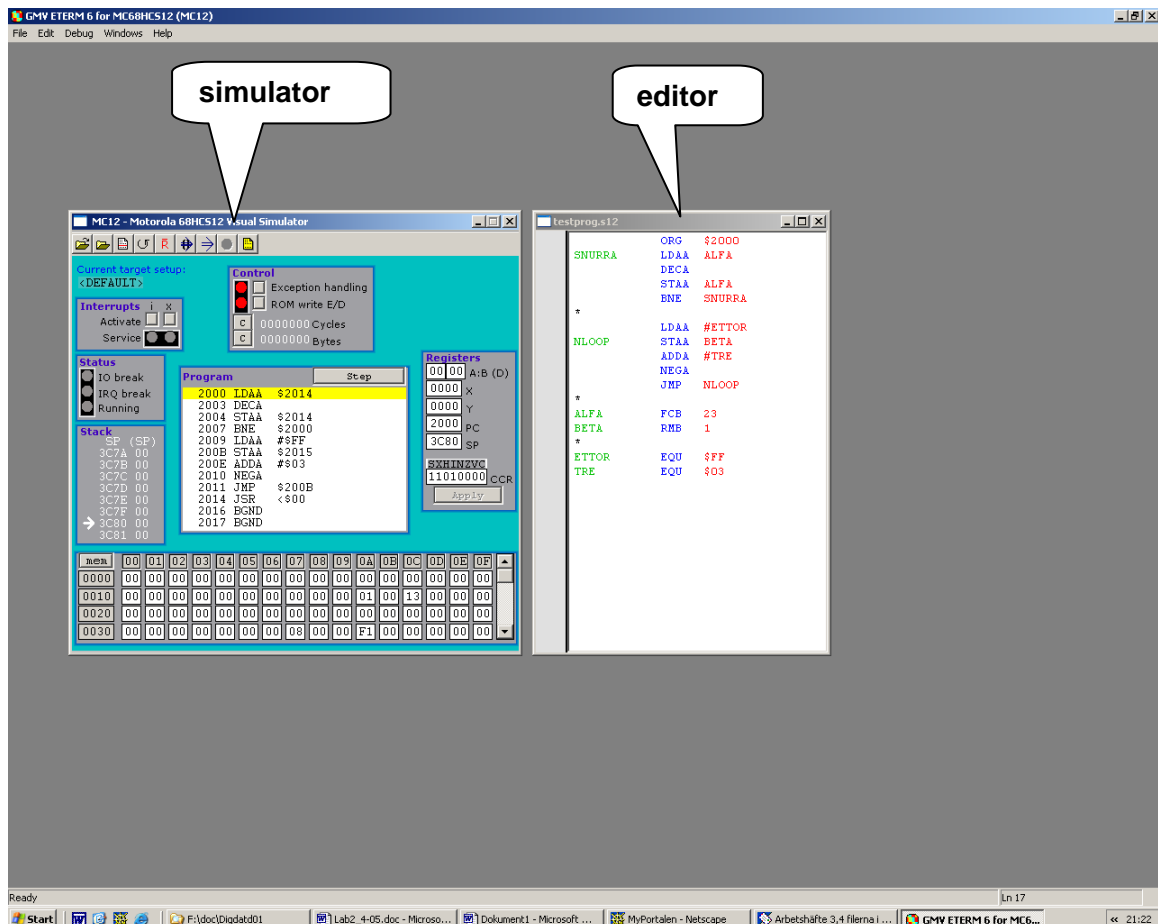 GMV ETERM 6 for MC68HCS12 (MC12)
File Edit Debug Windows Help
simulator
editor
MC12 - Motorola 68HCS12 Visual Simulator
Current target setup:
<DEFAULT>
Control
Exception handling
ROM write E/D
C 0000000 Cycles
C 0000000 Bytes
Interrupts i x
Activate
Service
Status
IO break
IRQ break
Running
Program Step
2000 LDAA $2014
2003 DECA
2004 STAA $2014
2007 BNE $2000
2009 LDAA #$FF
200B STAA $2015
200E ADDA #$03
2010 NEGA
2011 JMP $200B
2014 JSR <$00
2016 BGND
2017 BGND
Registers
00 00 A:B (D)
0000 X
0000 Y
2000 PC
3C80 SP
SXHINZVC
11010000 CCR
Apply
Stack
SP (SP)
3C7A 00
3C7B 00
3C7C 00
3C7D 00
3C7E 00
3C7F 00
3C80 00
3C81 00
mem 00 01 02 03 04 05 06 07 08 09 0A 0B 0C 0D 0E 0F
0000 00 00 00 00 00 00 00 00 00 00 00 00 00 00 00 00
0010 00 00 00 00 00 00 00 00 00 00 01 00 13 00 00 00
0020 00 00 00 00 00 00 00 00 00 00 00 00 00 00 00 00
0030 00 00 00 00 00 00 00 08 00 00 F1 00 00 00 00 00
testprog.s12
ORG $2000
SNURRA LDAA ALFA
DECA
STAA ALFA
BNE SNURRA
*
LDAA #ETTOR
NLOOP STAA BETA
ADDA #TRE
NEGA
JMP NLOOP
*
ALFA FCB 23
BETA RMB 1
*
ETTOR EQU $FF
TRE EQU $03
Ready
Ln 17
Start
F:\doc\Digdatd01
Lab2_4-05.doc - Microso...
Dokument1 - Microsoft ...
MyPortalen - Netscape
Arbetshäfte 3,4 filerna i ...
GMV ETERM 6 for MC6...
« 21:22